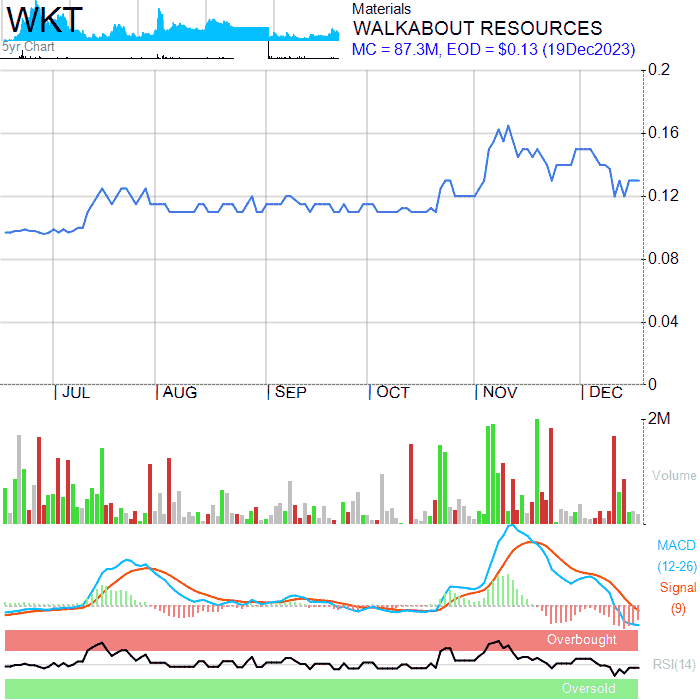 WKT
5yr Chart
Materials
WALKABOUT RESOURCES
MC = 87.3M, EOD = $0.13 (19Dec2023)
0.2
0.16
0.12
0.08
0.04
0
JUL AUG SEP OCT NOV DEC
2M
Volume
MACD
(12-26)
Signal
(9)
Overbought
RSI(14)
Oversold